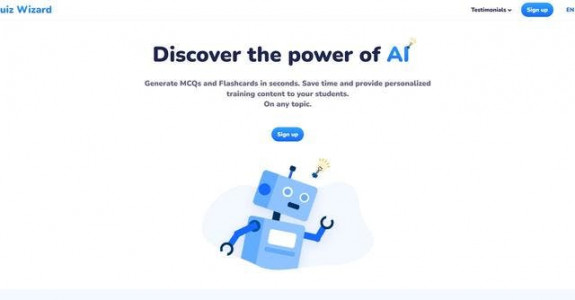 uiz Wizard
Testimonials
Sign up
EN
Discover the power of AI
Generate MCQs and Flashcards in seconds. Save time and provide personalized
training content to your students.
On any topic.
Sign up